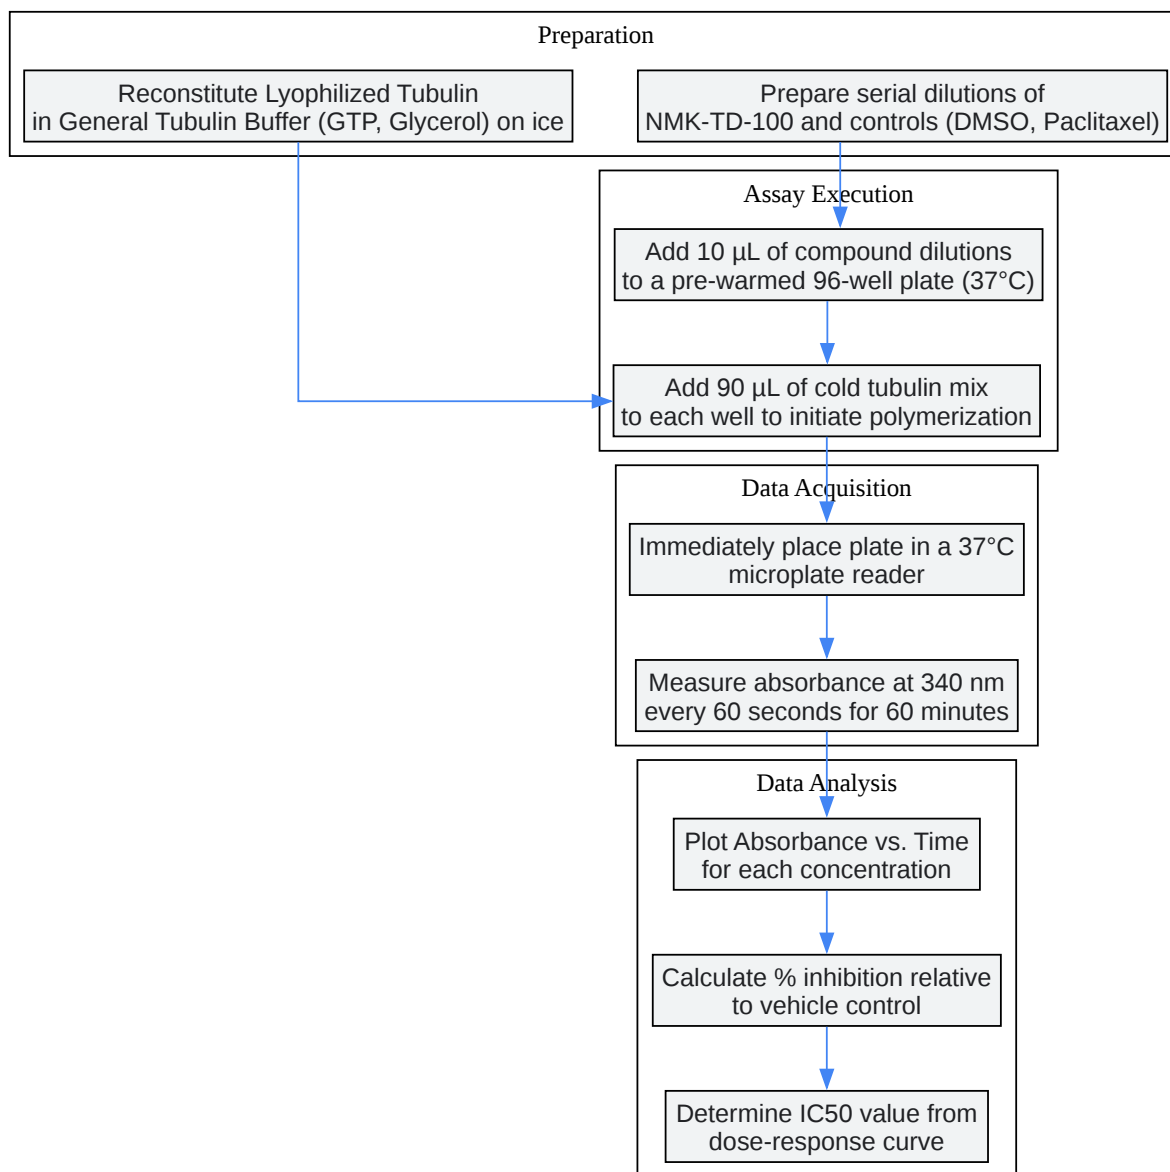 Preparation
Reconstitute Lyophilized Tubulin
in General Tubulin Buffer (GTP, Glycerol) on ice
Prepare serial dilutions of
NMK-TD-100 and controls (DMSO, Paclitaxel)
Assay Execution
Add 10 µL of compound dilutions
to a pre-warmed 96-well plate (37°C)
Add 90 µL of cold tubulin mix
to each well to initiate polymerization
Data Acquisition
Immediately place plate in a 37°C
microplate reader
Measure absorbance at 340 nm
every 60 seconds for 60 minutes
Data Analysis
Plot Absorbance vs. Time
for each concentration
Calculate % inhibition relative
to vehicle control
Determine IC50 value from
dose-response curve